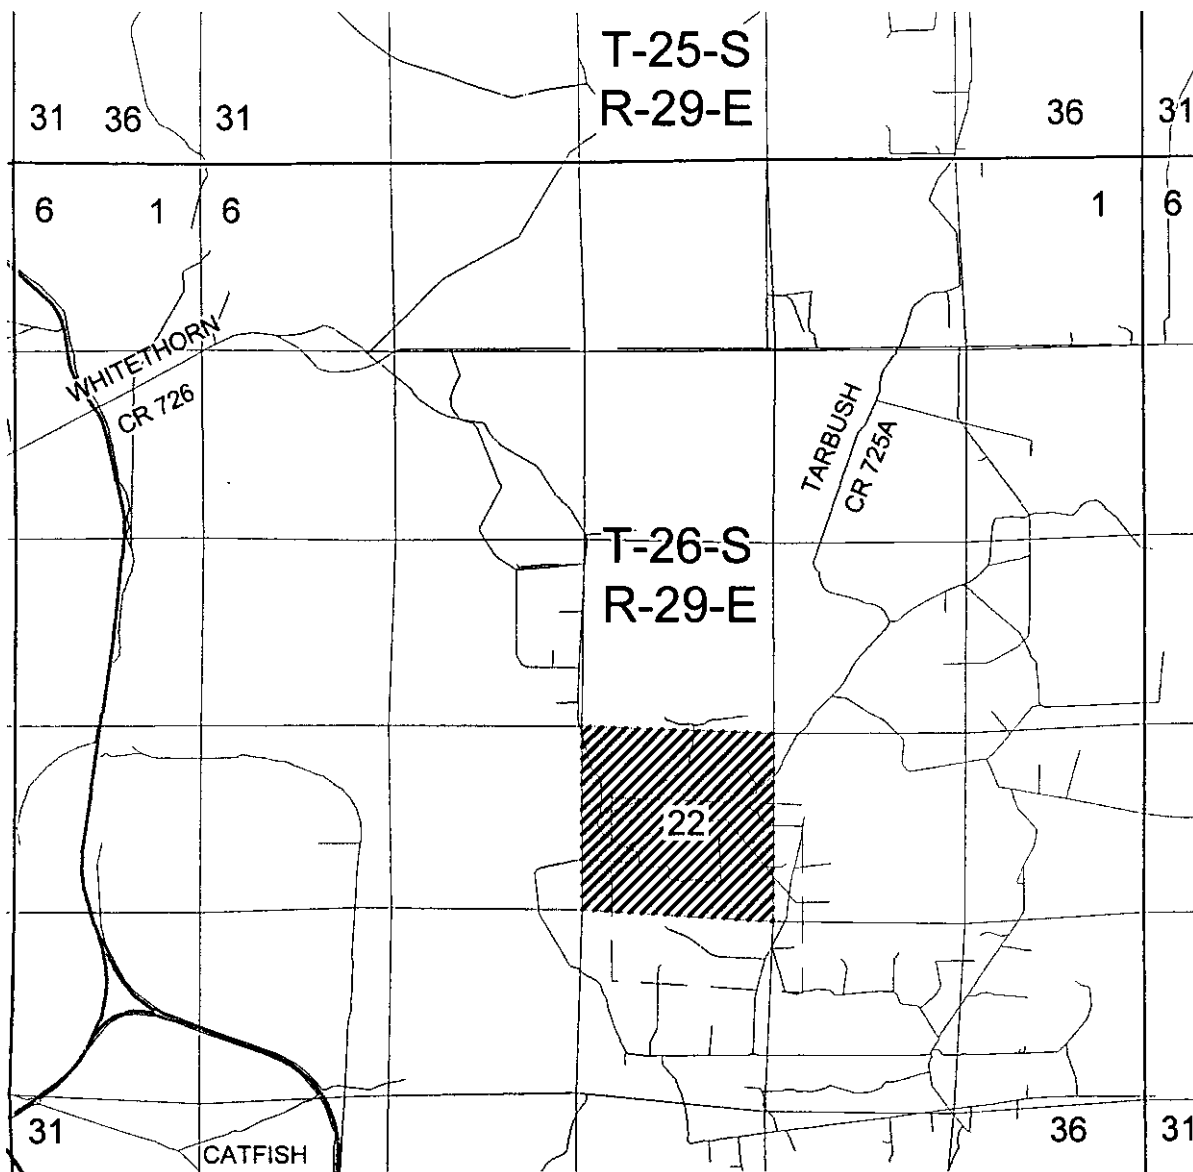 T-25-S
R-29-E
31 36 31 36 31
6 1 6 1 6
WHITETHORN
CR 726
TARBUSH
CR 725A
T-26-S
R-29-E
22
31 36 31
CATFISH